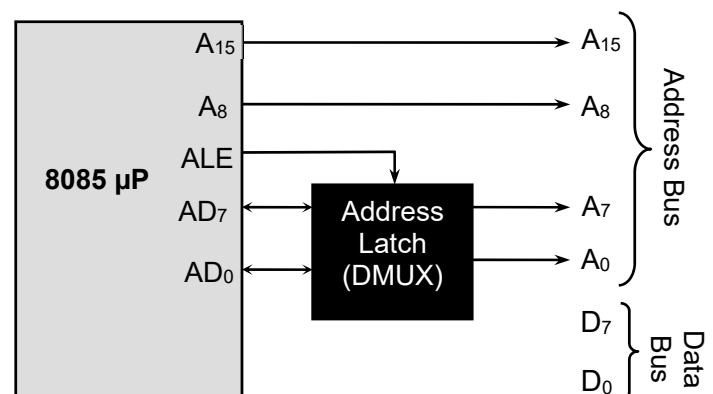 A15
A8
ALE
8085 µP
AD7
AD0
Address
Latch
(DMUX)
A15
A8
A7
A0
Address Bus
D7
D0
Data
Bus